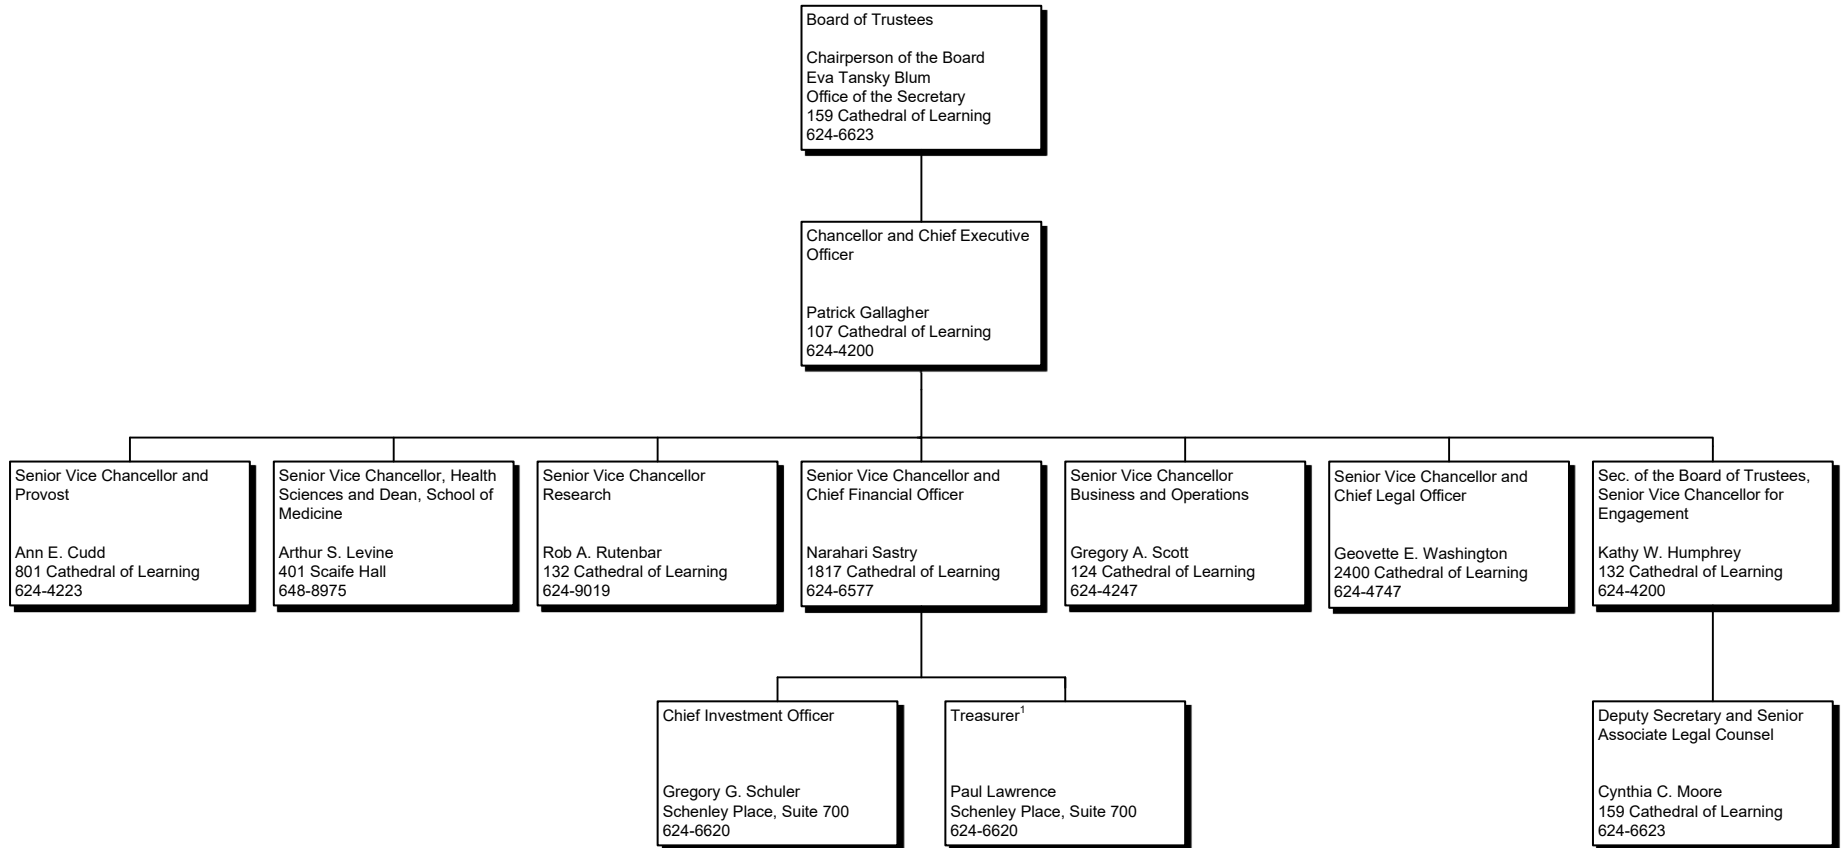 Board of Trustees
Chairperson of the Board
Eva Tansky Blum
Office of the Secretary
159 Cathedral of Learning
624-6623
Chancellor and Chief Executive
Officer
Patrick Gallagher
107 Cathedral of Learning
624-4200
Senior Vice Chancellor and
Provost
Ann E. Cudd
801 Cathedral of Learning
624-4223
Senior Vice Chancellor, Health
Sciences and Dean, School of
Medicine
Arthur S. Levine
401 Scaife Hall
648-8975
Senior Vice Chancellor
Research
Rob A. Rutenbar
132 Cathedral of Learning
624-9019
Senior Vice Chancellor and
Chief Financial Officer
Narahari Sastry
1817 Cathedral of Learning
624-6577
Senior Vice Chancellor
Business and Operations
Gregory A. Scott
124 Cathedral of Learning
624-4247
Senior Vice Chancellor and
Chief Legal Officer
Geovette E. Washington
2400 Cathedral of Learning
624-4747
Sec. of the Board of Trustees,
Senior Vice Chancellor for
Engagement
Kathy W. Humphrey
132 Cathedral of Learning
624-4200
Chief Investment Officer
Gregory G. Schuler
Schenley Place, Suite 700
624-6620
Treasurer¹
Paul Lawrence
Schenley Place, Suite 700
624-6620
Deputy Secretary and Senior
Associate Legal Counsel
Cynthia C. Moore
159 Cathedral of Learning
624-6623